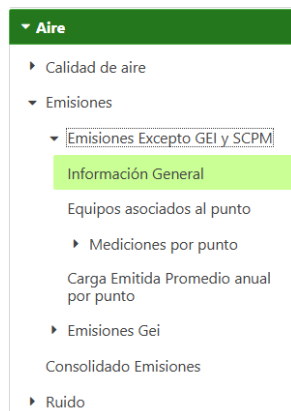 Aire
Calidad de aire
Emisiones
Emisiones Excepto GEI y SCPM
Información General
Equipos asociados al punto
Mediciones por punto
Carga Emitida Promedio anual
por punto
Emisiones Gei
Consolidado Emisiones
Ruido